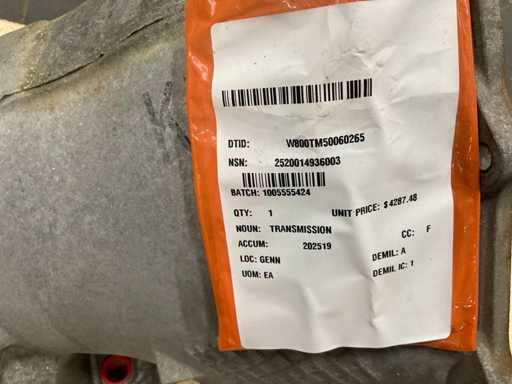 DTID: W800TM50060265
NSN: 2520014936003
BATCH: 1005555424
QTY: 1 UNIT PRICE: $4287.48
NOUN: TRANSMISSION CC: F
ACCUM: 202519 DEMIL: A
LOC: GENN DEMIL IC: 1
UOM: EA